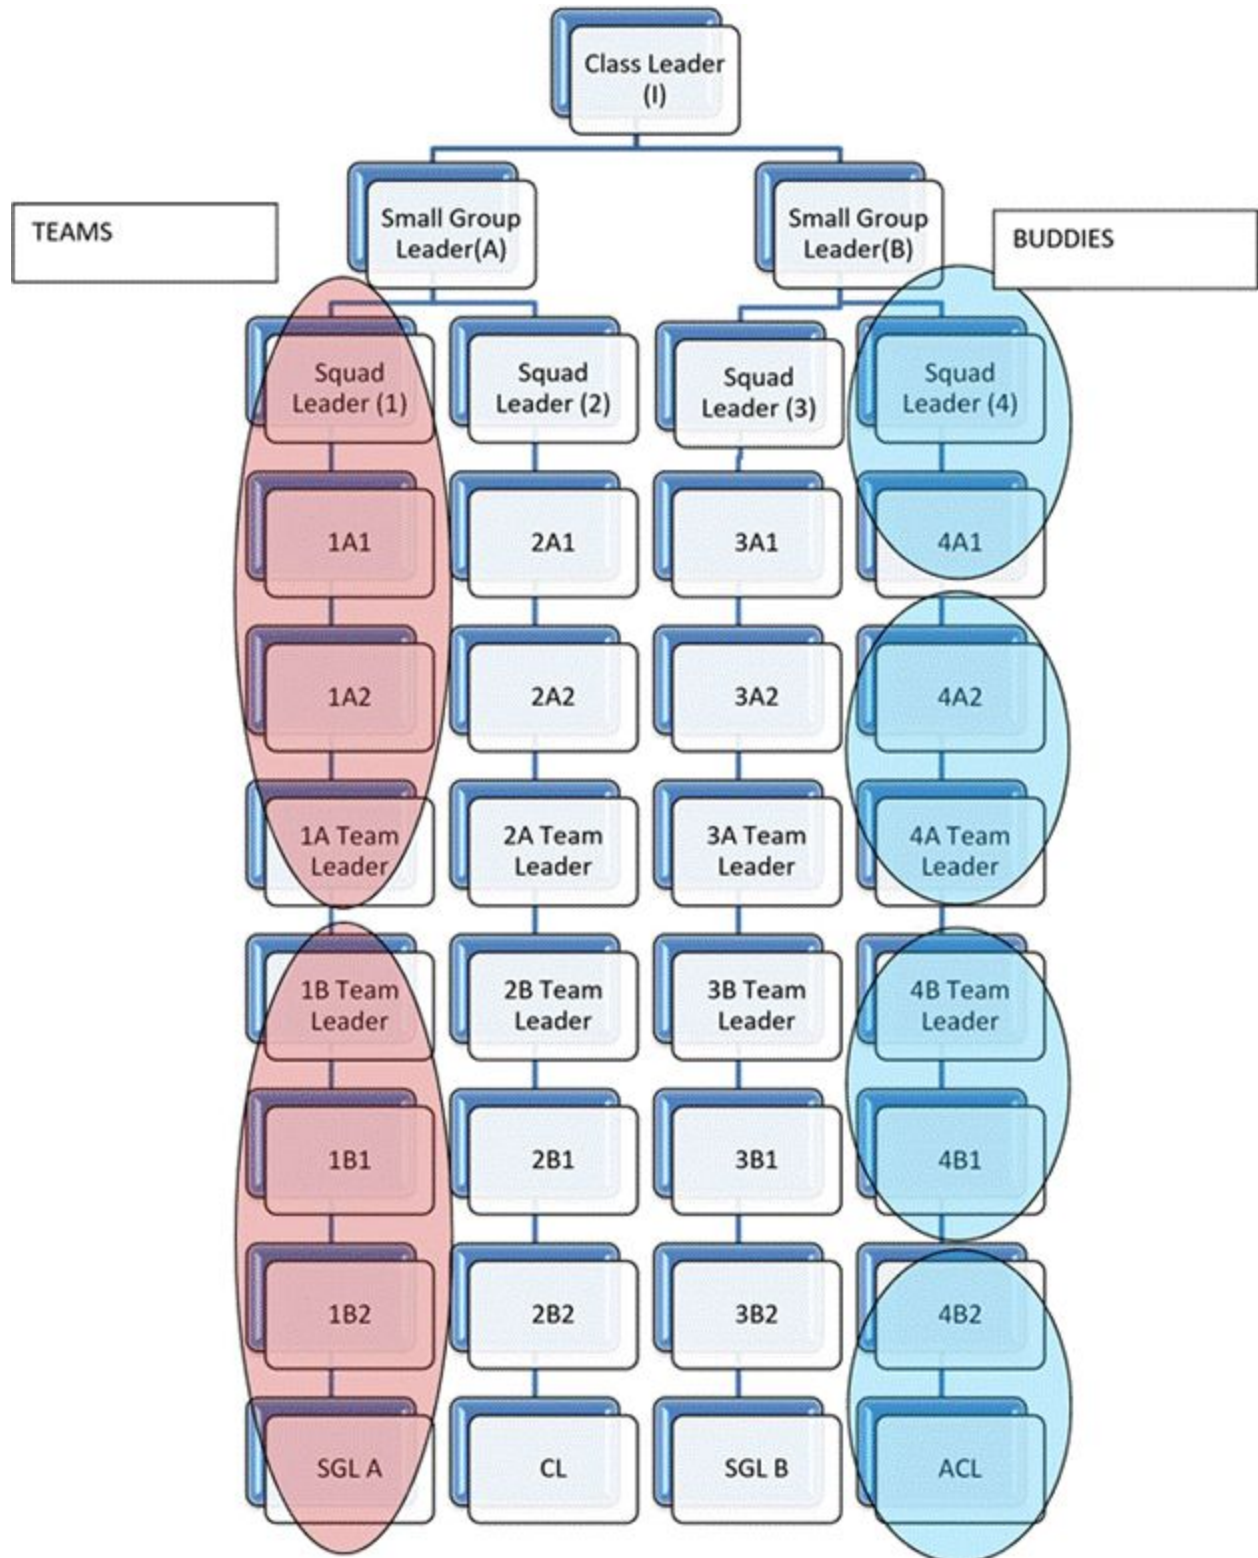 Class Leader
(I)
Small Group
Leader(A)
Small Group
Leader(B)
TEAMS
BUDDIES
Squad
Leader (1)
Squad
Leader (2)
Squad
Leader (3)
Squad
Leader (4)
1A1
2A1
3A1
4A1
1A2
2A2
3A2
4A2
1A Team
Leader
2A Team
Leader
3A Team
Leader
4A Team
Leader
1B Team
Leader
2B Team
Leader
3B Team
Leader
4B Team
Leader
1B1
2B1
3B1
4B1
1B2
2B2
3B2
4B2
SGL A
CL
SGL B
ACL